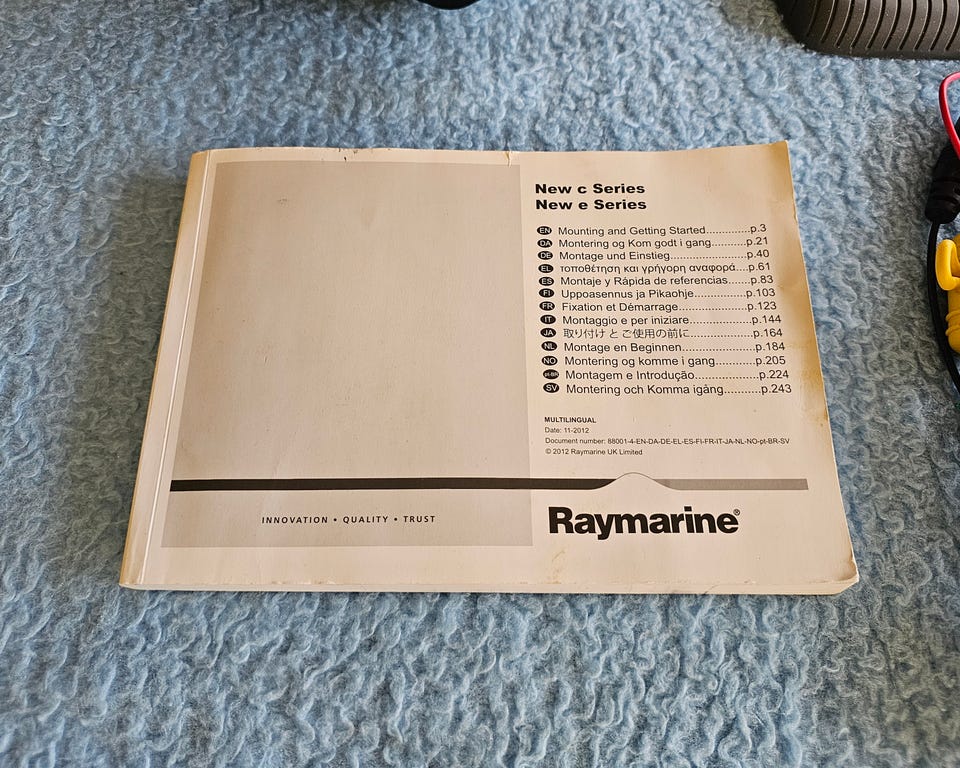 New c Series
New e Series
EN Mounting and Getting Started..............p.3
DA Montering og Kom godt i gang...........p.21
DE Montage und Einstieg........................p.40
EL τοποθέτηση και γρήγορη αναφορά....p.61
ES Montaje y Rápida de referencias.......p.83
FI Uppoasennus ja Pikaohje................p.103
FR Fixation et Démarrage.....................p.123
IT Montaggio e per iniziare...................p.144
JA 取り付け と ご使用の前に....................p.164
NL Montage en Beginnen.....................p.184
NO Montering og komme i gang...........p.205
pt-BR Montagem e Introdução....................p.224
SV Montering och Komma igång...........p.243
MULTILINGUAL
Date: 11-2012
Document number: 88001-4-EN-DA-DE-EL-ES-FI-FR-IT-JA-NL-NO-pt-BR-SV
© 2012 Raymarine UK Limited
INNOVATION • QUALITY • TRUST
Raymarine®